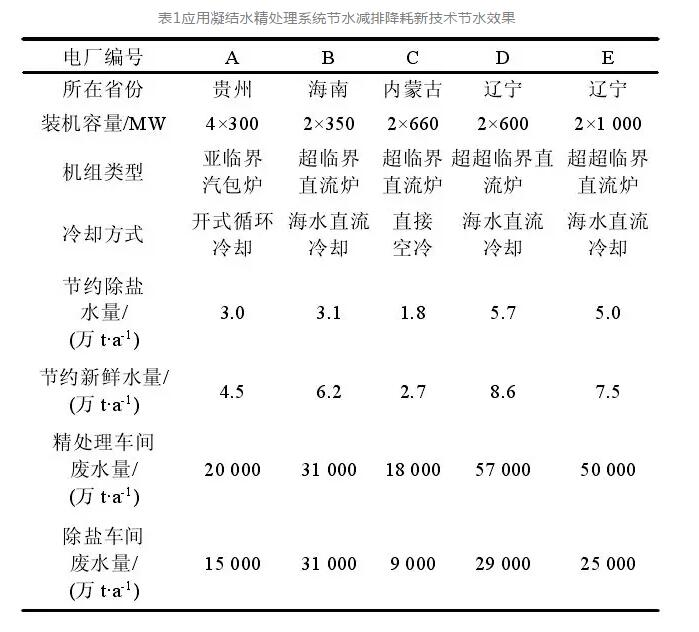 表1应用凝结水精处理系统节水减排降耗新技术节水效果
电厂编号 A B C D E
所在省份 贵州 海南 内蒙古 辽宁 辽宁
装机容量/MW 4×300 2×350 2×660 2×600 2×1 000
亚临界 超超临界 超临界 超超临界直 超超临界
机组类型
汽包炉 直流炉 直流炉 流炉 直流炉
开式循环 海水直流 直接 海水直流 海水直流
冷却方式
冷却 冷却 空冷 冷却 冷却
节约除盐
水量/ 3.0 3.1 1.8 5.7 5.0
(万 t·a-1)
节约新鲜水量/
4.5 6.2 2.7 8.6 7.5
(万 t·a-1)
精处理车间
废水量/ 20 000 31 000 18 000 57 000 50 000
(万 t·a-1)
除盐车间
废水量/ 15 000 31 000 9 000 29 000 25 000
(万 t·a-1)